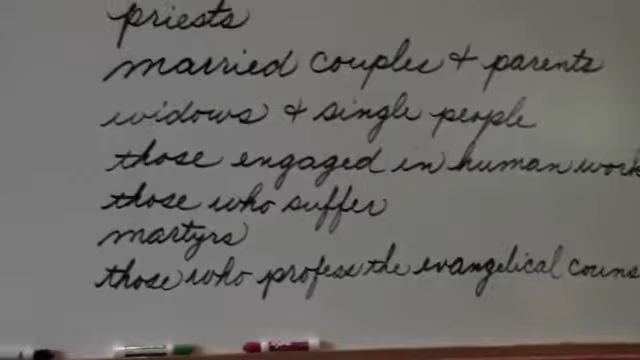 priests
married couples & parents
widows & single people
those engaged in human work
those who suffer
martyrs
those who profess the evangelical couns